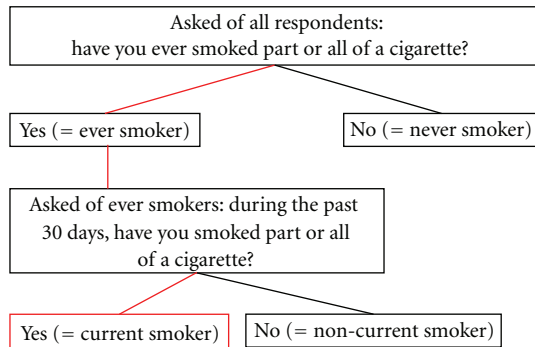 Asked of all respondents:
have you ever smoked part or all of a cigarette?
Yes (= ever smoker)
No (= never smoker)
Asked of ever smokers: during the past
30 days, have you smoked part or all
of a cigarette?
Yes (= current smoker)
No (= non-current smoker)